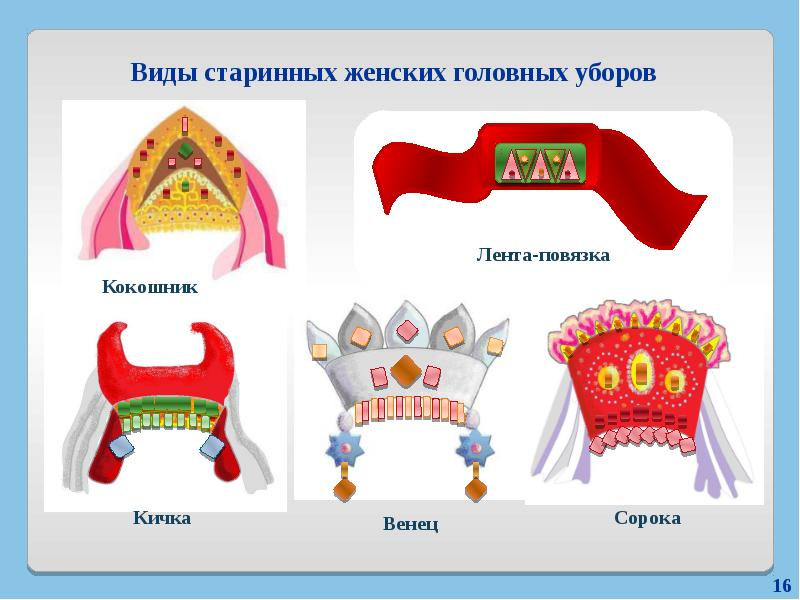 Виды старинных женских головных уборов
Лента-повязка
Кокошник
Кичка
Венец
Сорока
16